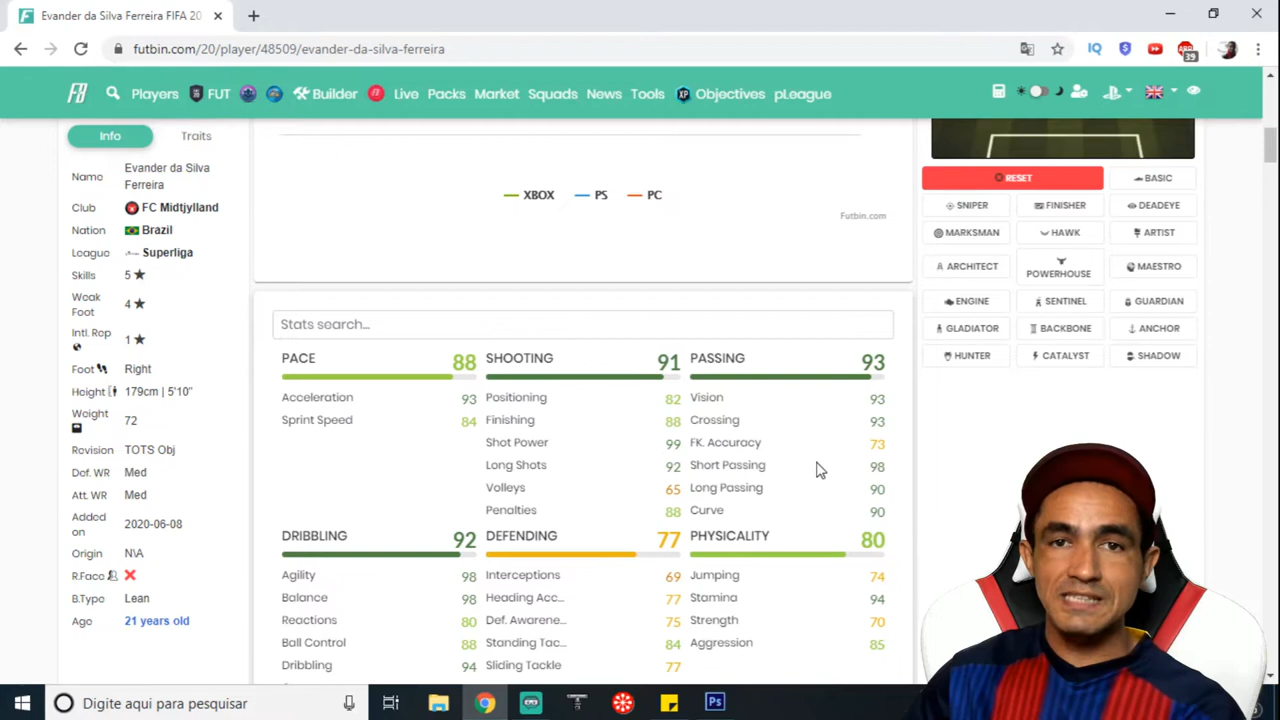 Evander da Silva Ferreira FIFA 20
futbin.com/20/player/48509/evander-da-silva-ferreira
39
Players FUT Builder Live Packs Market Squads News Tools XP Objectives pLeague
Info Traits
Name Evander da Silva Ferreira
Club FC Midtjylland
Nation Brazil
League Superliga
Skills 5
Weak Foot 4
Intl. Rep 1
Foot Right
Height 179cm | 5'10"
Weight 72
Revision TOTS Obj
Def. WR Med
Att. WR Med
Added on 2020-06-08
Origin N\A
R.Face
B.Type Lean
Age 21 years old
XBOX PS PC
Futbin.com
Stats search...
PACE 88
Acceleration 93
Sprint Speed 84
SHOOTING 91
Positioning 82
Finishing 88
Shot Power 99
Long Shots 92
Volleys 65
Penalties 88
PASSING 93
Vision 93
Crossing 93
FK. Accuracy 73
Short Passing 98
Long Passing 90
Curve 90
DRIBBLING 92
Agility 98
Balance 98
Reactions 80
Ball Control 88
Dribbling 94
DEFENDING 77
Interceptions 69
Heading Acc... 77
Def. Awarene... 75
Standing Tac... 84
Sliding Tackle 77
PHYSICALITY 80
Jumping 74
Stamina 94
Strength 70
Aggression 85
RESET BASIC
SNIPER FINISHER DEADEYE
MARKSMAN HAWK ARTIST
ARCHITECT POWERHOUSE MAESTRO
ENGINE SENTINEL GUARDIAN
GLADIATOR BACKBONE ANCHOR
HUNTER CATALYST SHADOW
Digite aqui para pesquisar